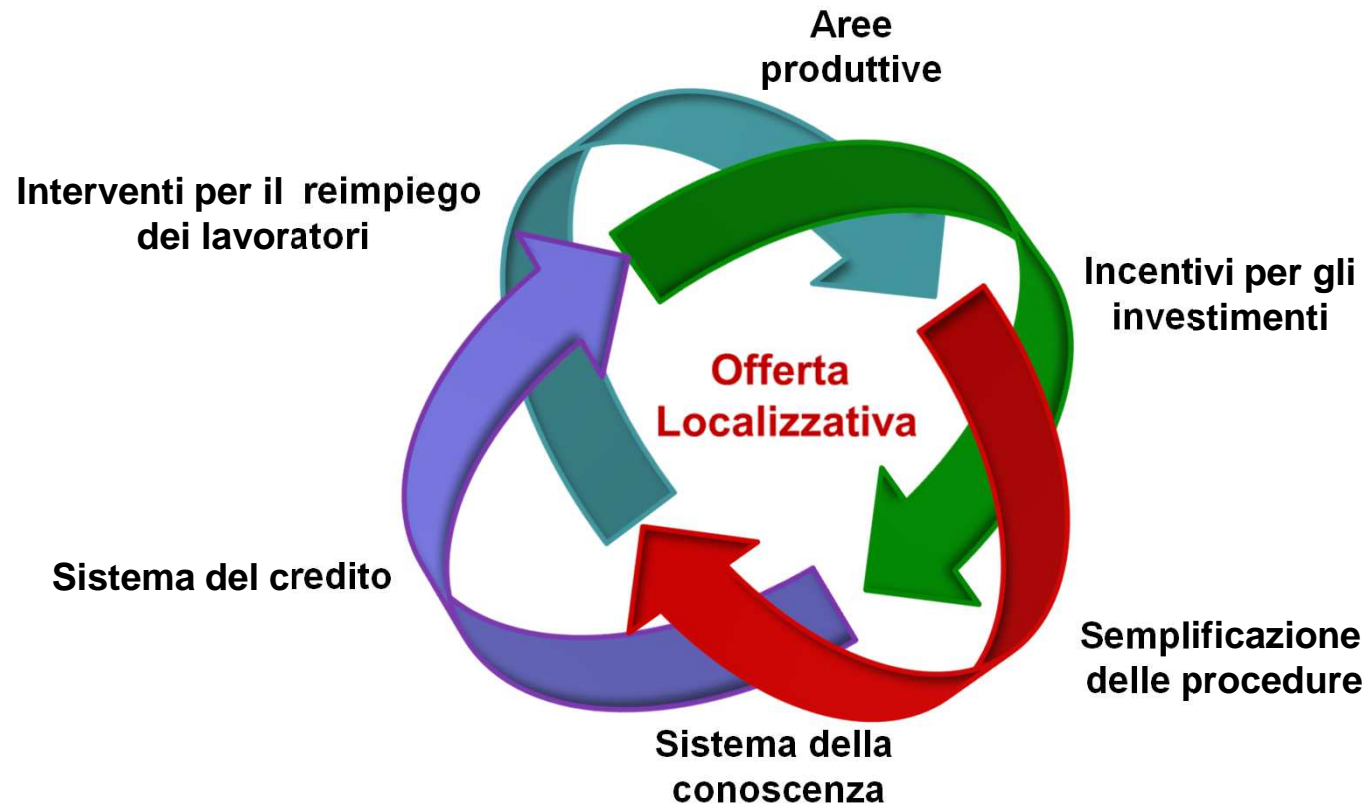 Aree
produttive
Interventi per il reimpiego
dei lavoratori
Incentivi per gli
investimenti
Offerta
Localizzativa
Sistema del credito
Semplificazione
delle procedure
Sistema della
conoscenza